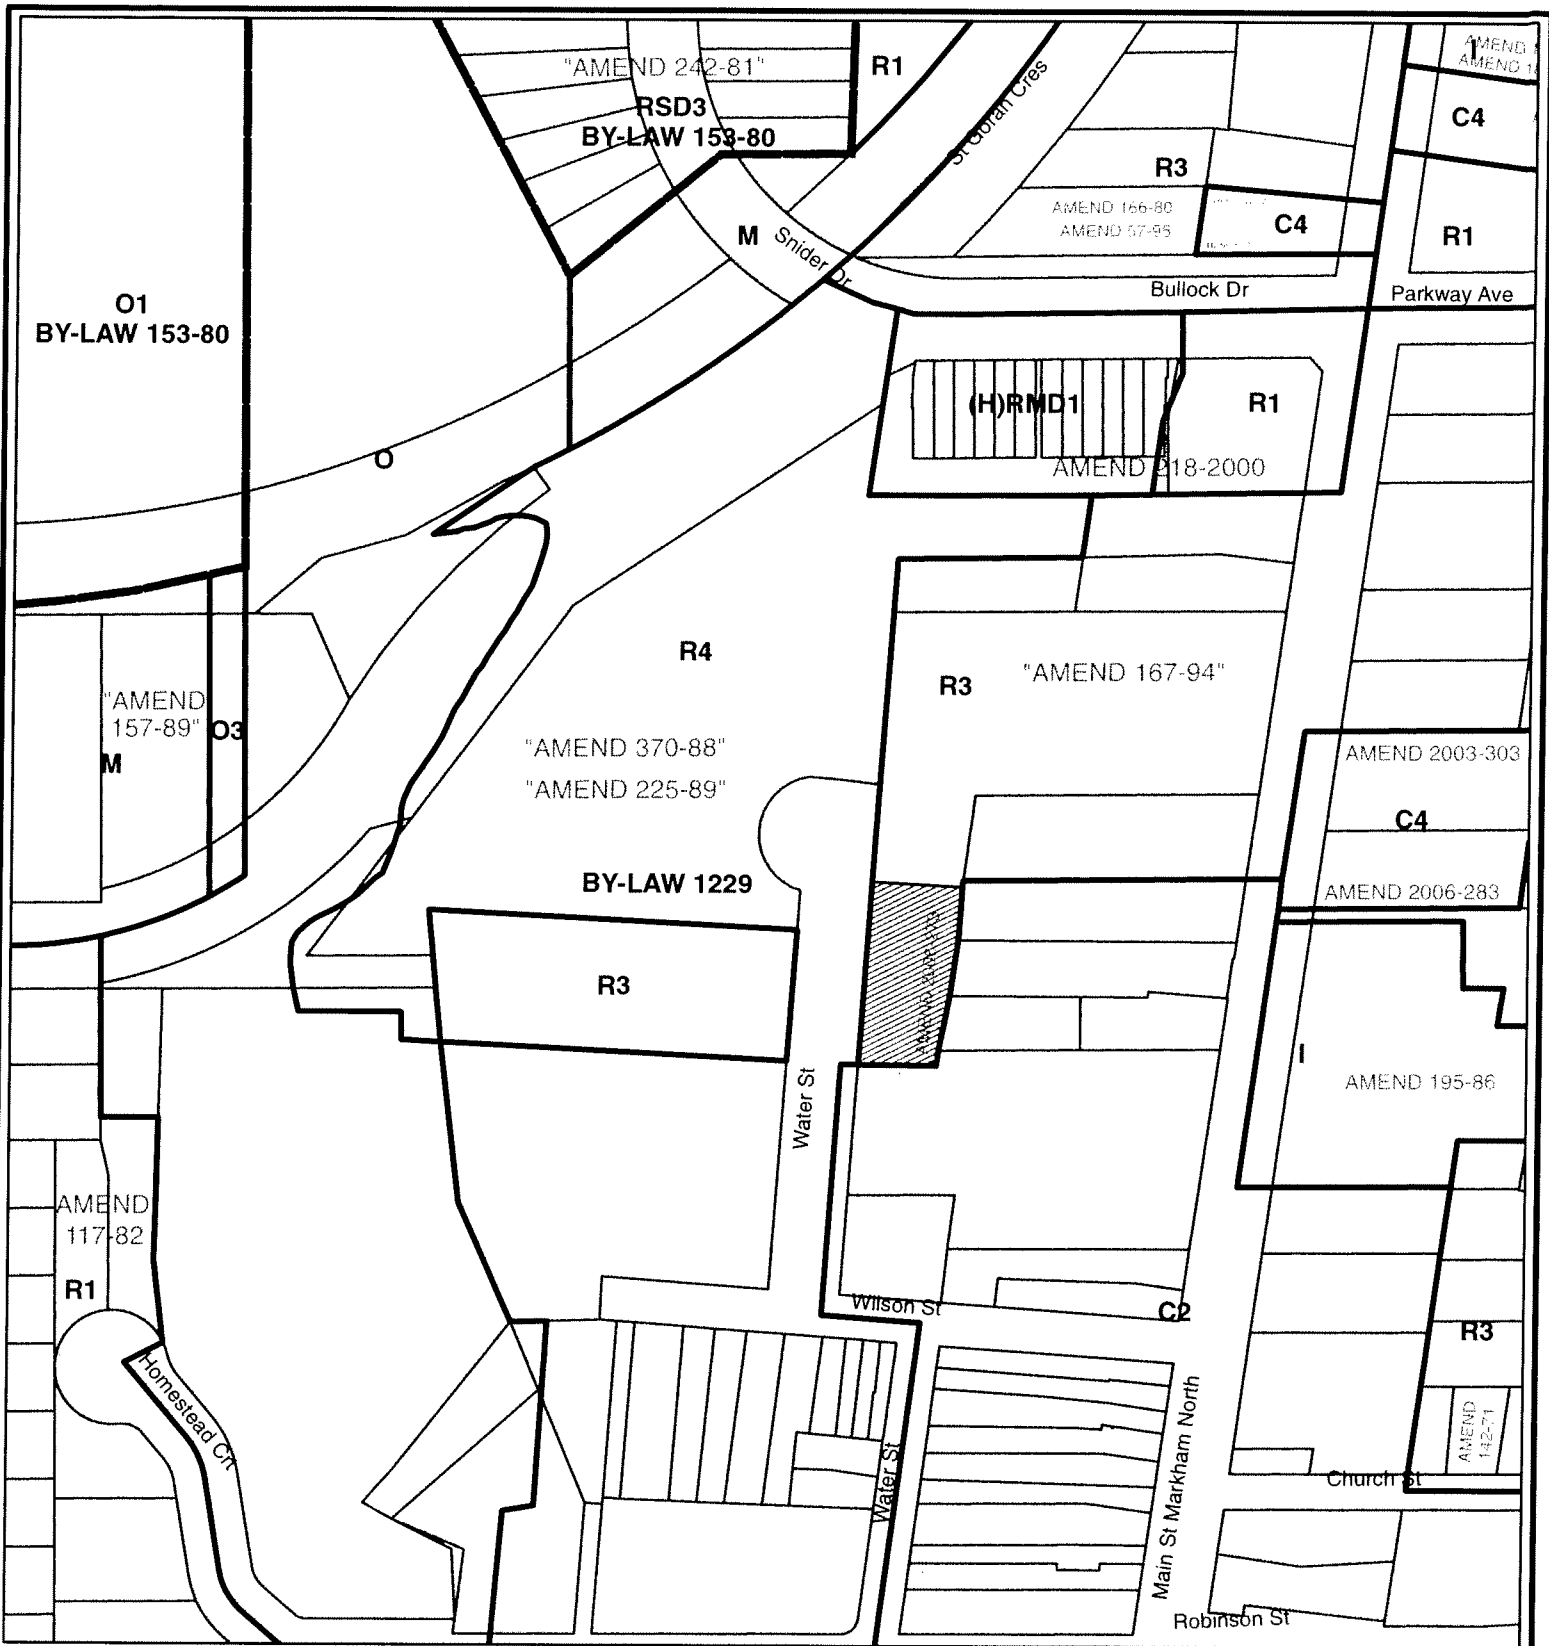 "AMEND 242-81"
RSD3
BY-LAW 153-80
R1
St Goran Cres
I
AMEND
AMEND
C4
R3
AMEND 166-80
AMEND 57-95
C4
R1
M
Snider Dr
Bullock Dr
Parkway Ave
O1
BY-LAW 153-80
(H)RMD1
R1
AMEND 218-2000
O
R4
R3
"AMEND 167-94"
"AMEND
157-89"
O3
M
"AMEND 370-88"
"AMEND 225-89"
AMEND 2003-303
C4
BY-LAW 1229
AMEND 2006-283
R3
I
AMEND 195-86
Water St
AMEND
117-82
R1
Wilson St
C2
R3
Homestead Crt
AMEND
142-71
Water St
Main St Markham North
Church St
Robinson St